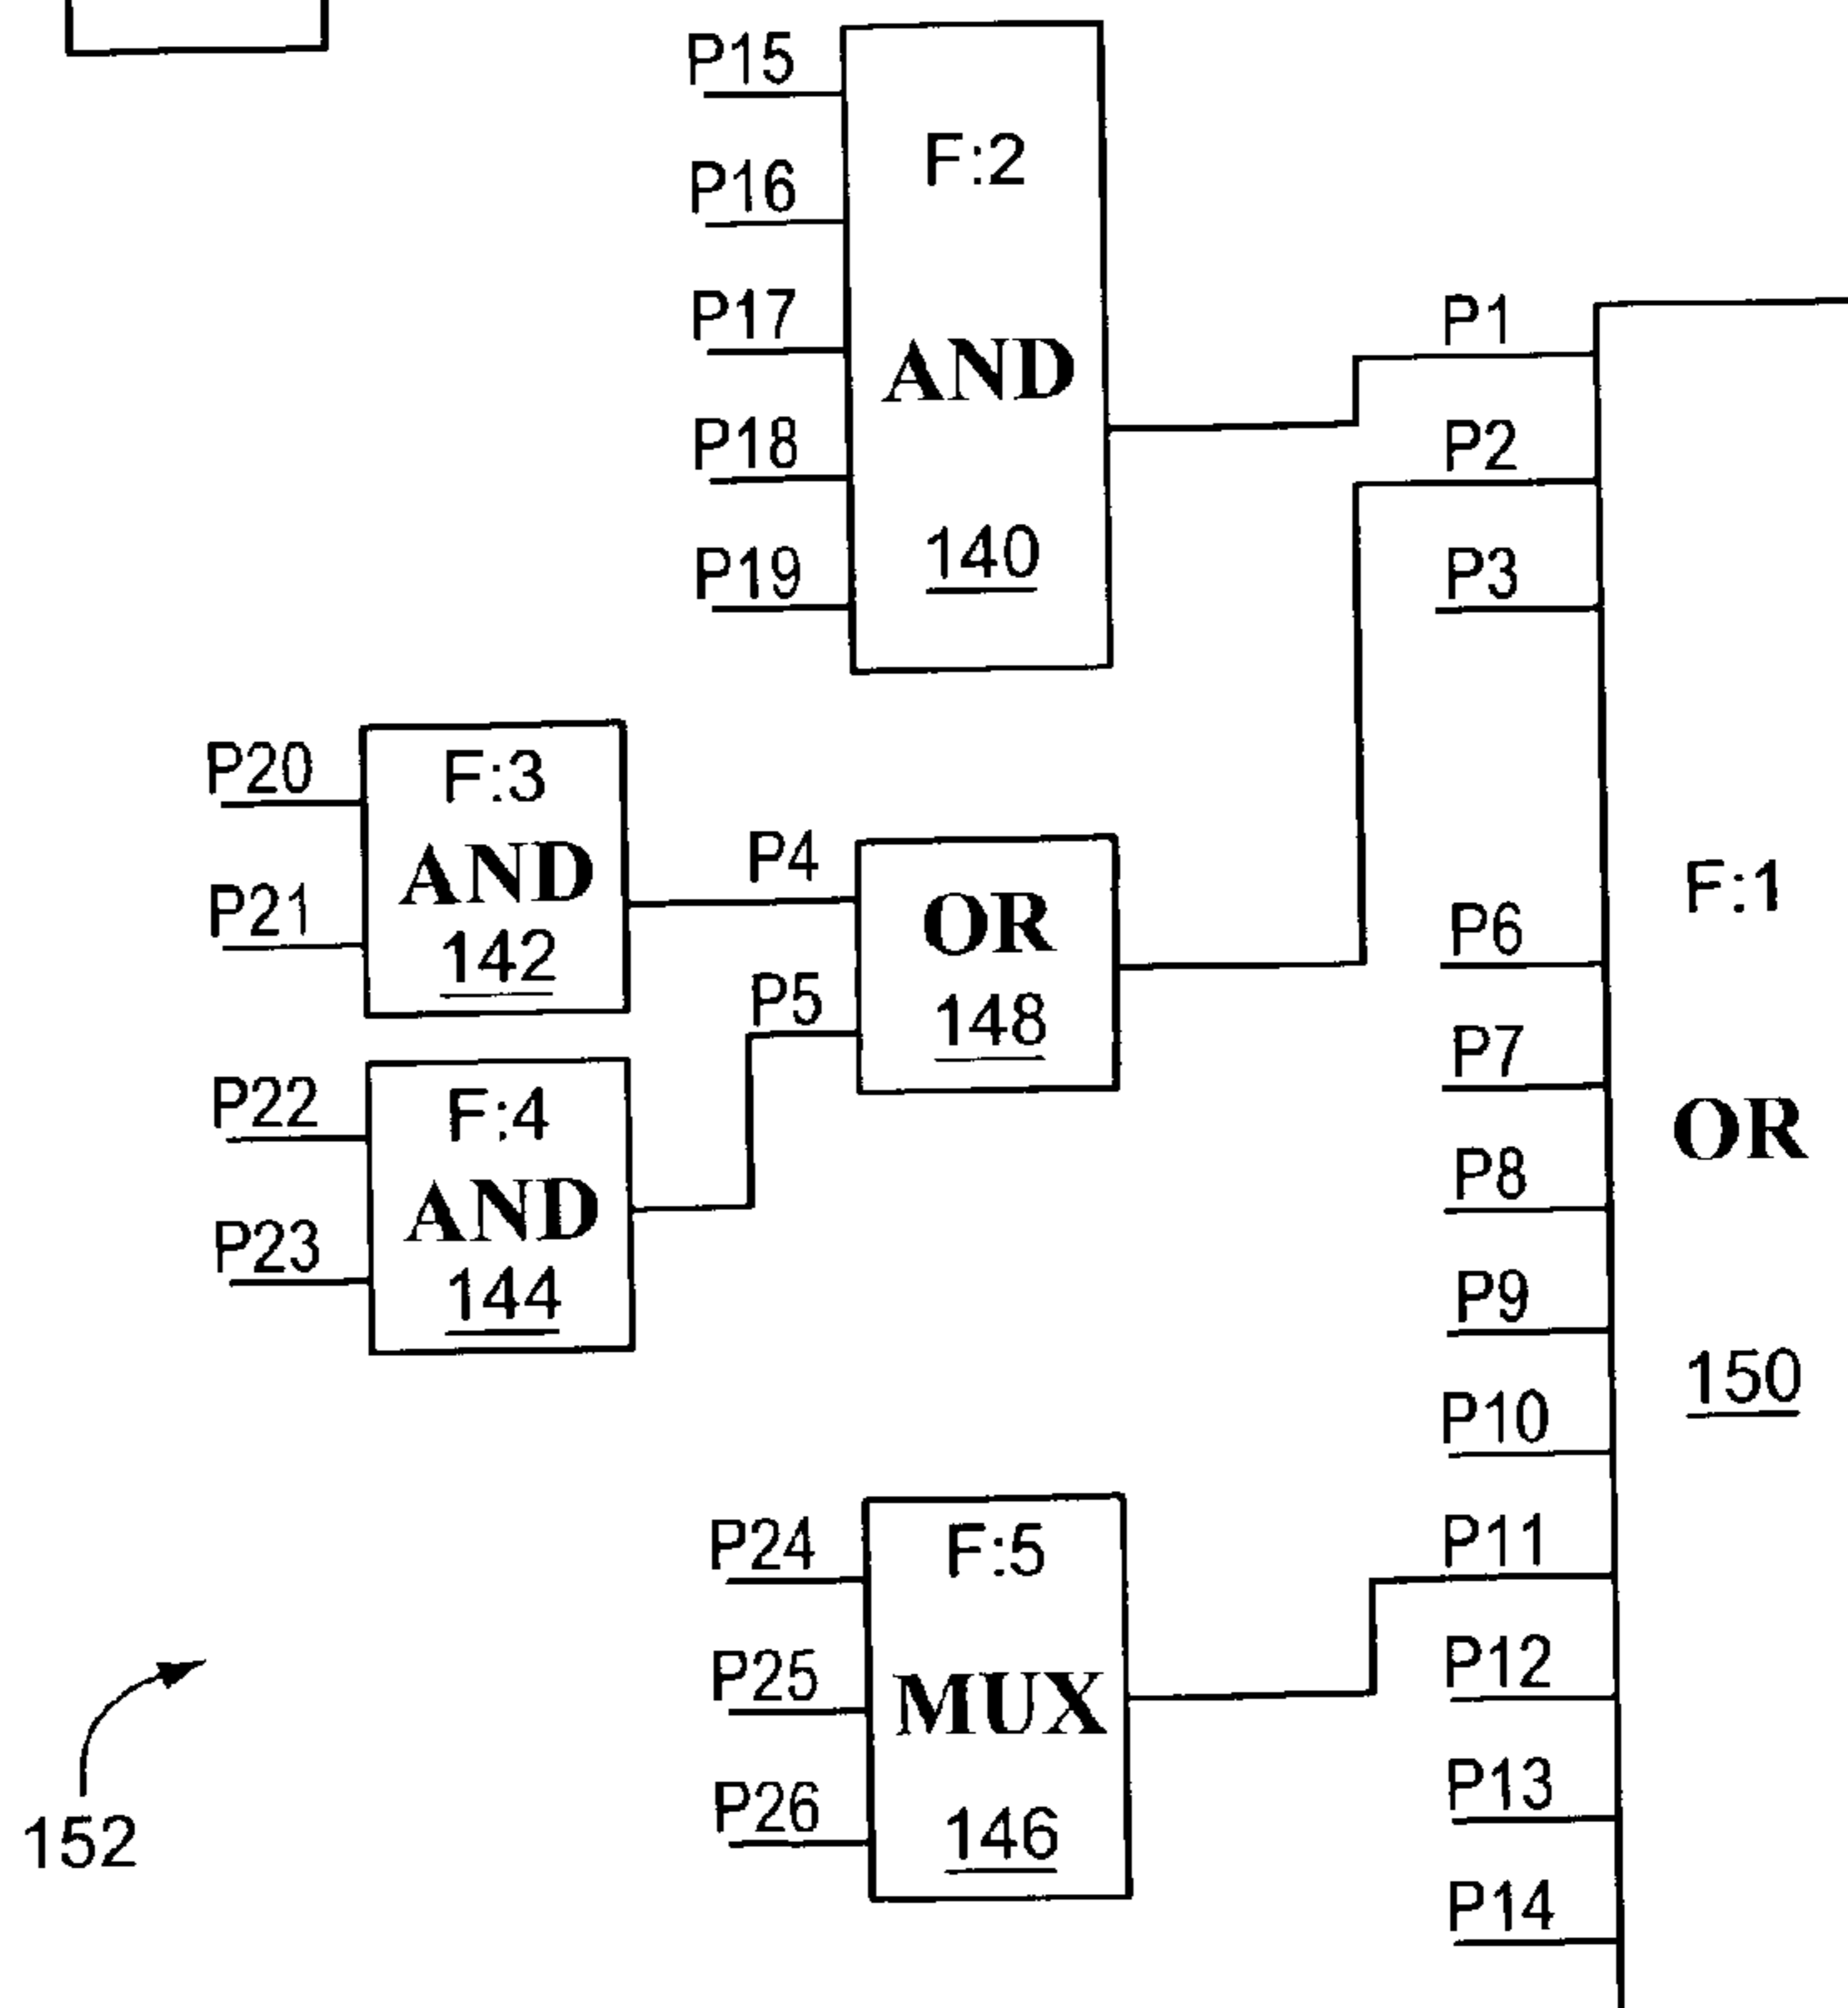 P15
P16
P17
P18
P19
F:2
AND
140
P1
P2
P3
P20
P21
F:3
AND
142
P4
P5
OR
148
P22
P23
F:4
AND
144
P6
P7
P8
P9
P10
P11
P12
P13
P14
F:1
OR
150
P24
P25
P26
F:5
MUX
146
152